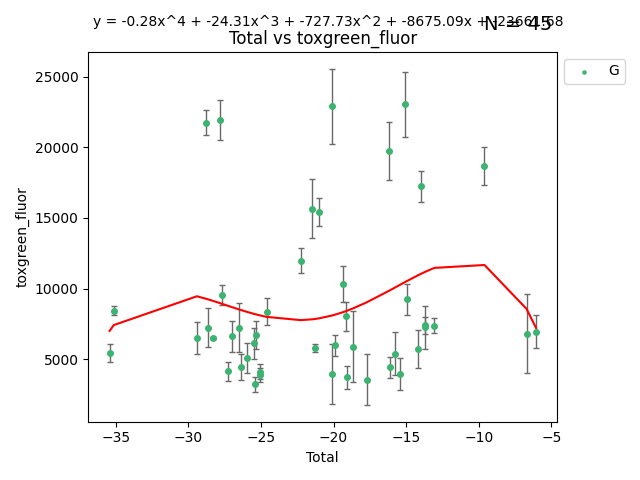 y = -0.28x^4 + -24.31x^3 + -727.73x^2 + -8675.09x +
N = 45
Total vs toxgreen_fluor
G
25000
20000
15000
10000
5000
toxgreen_fluor
−35 −30 −25 −20 −15 −10 −5
Total